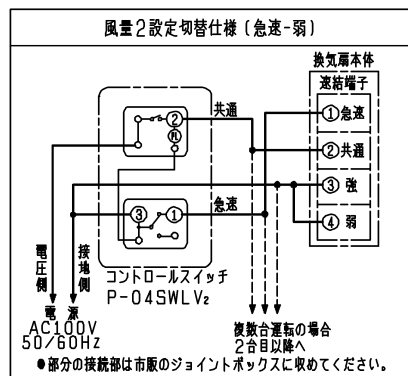 風量2設定切替仕様(急速-弱)
換気扇本体
速結端子
①急速
②共通
③ 強
④ 弱
共通
②
PL
③
①
急速
電圧側
接地側
コントロールスイッチ
P-04SWLV₂
電 源
AC100V
50/60Hz
複数台運転の場合
2台目以降へ
●部分の接続部は市販のジョイントボックスに収めてください。